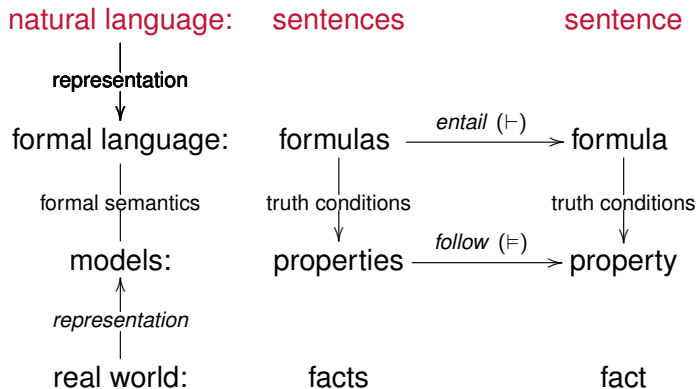 natural language: sentences sentence
representation
formal language: formulas entail (⊢) formula
formal semantics truth conditions truth conditions
models: properties follow (⊨) property
representation
real world: facts fact